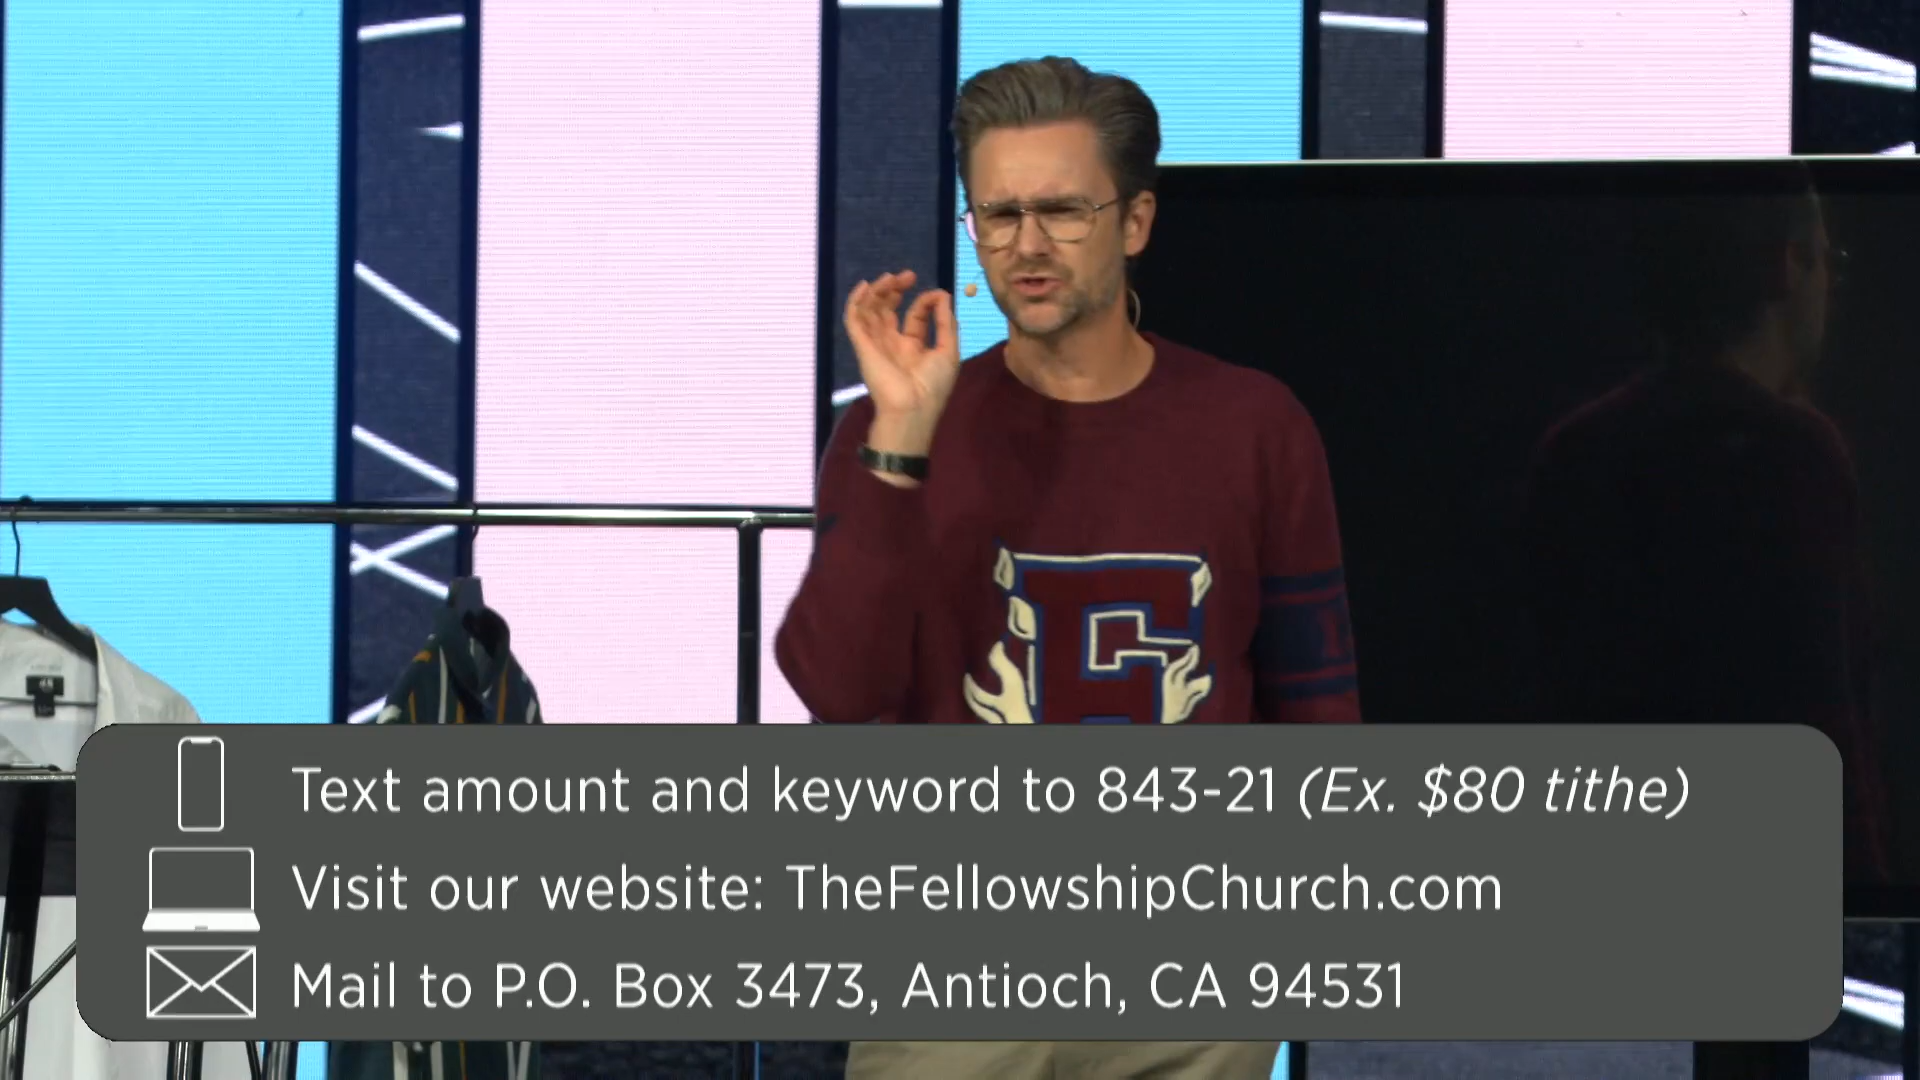 Text amount and keyword to 843-21 (Ex. $80 tithe)
Visit our website: TheFellowshipChurch.com
Mail to P.O. Box 3473, Antioch, CA 94531